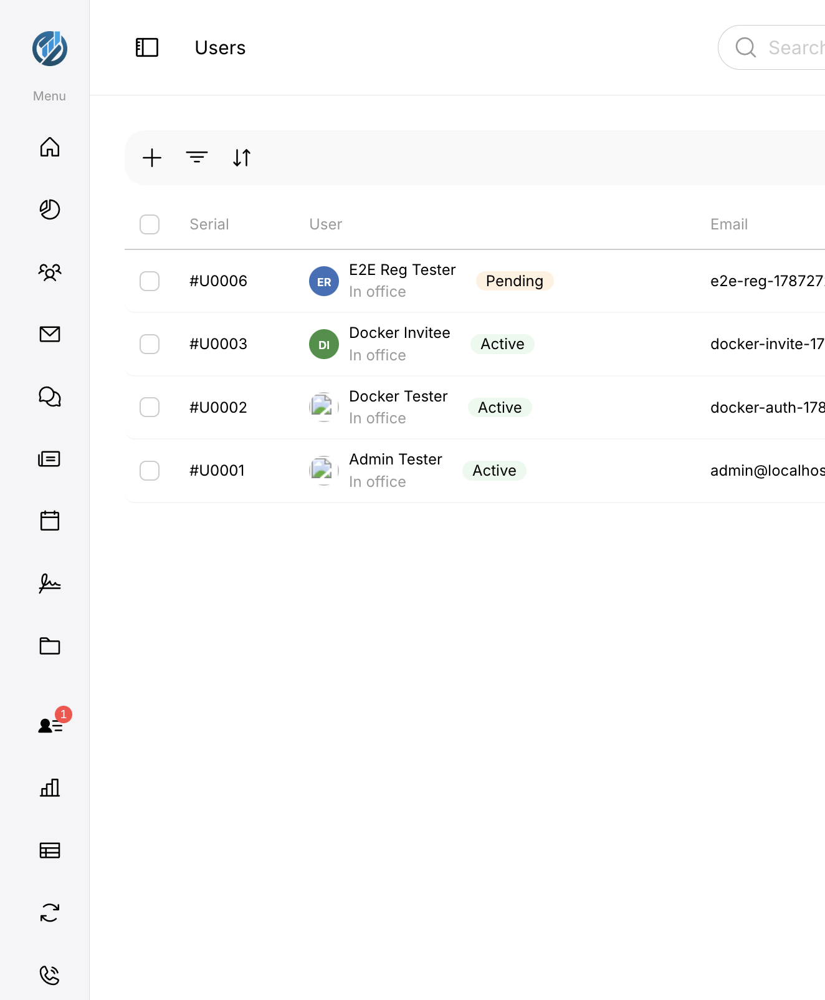 Users
Search
Menu
Serial
User
Email
#U0006
ER
E2E Reg Tester
In office
Pending
e2e-reg-178727
#U0003
DI
Docker Invitee
In office
Active
docker-invite-17
#U0002
Docker Tester
In office
Active
docker-auth-178
#U0001
Admin Tester
In office
Active
admin@localhos
1